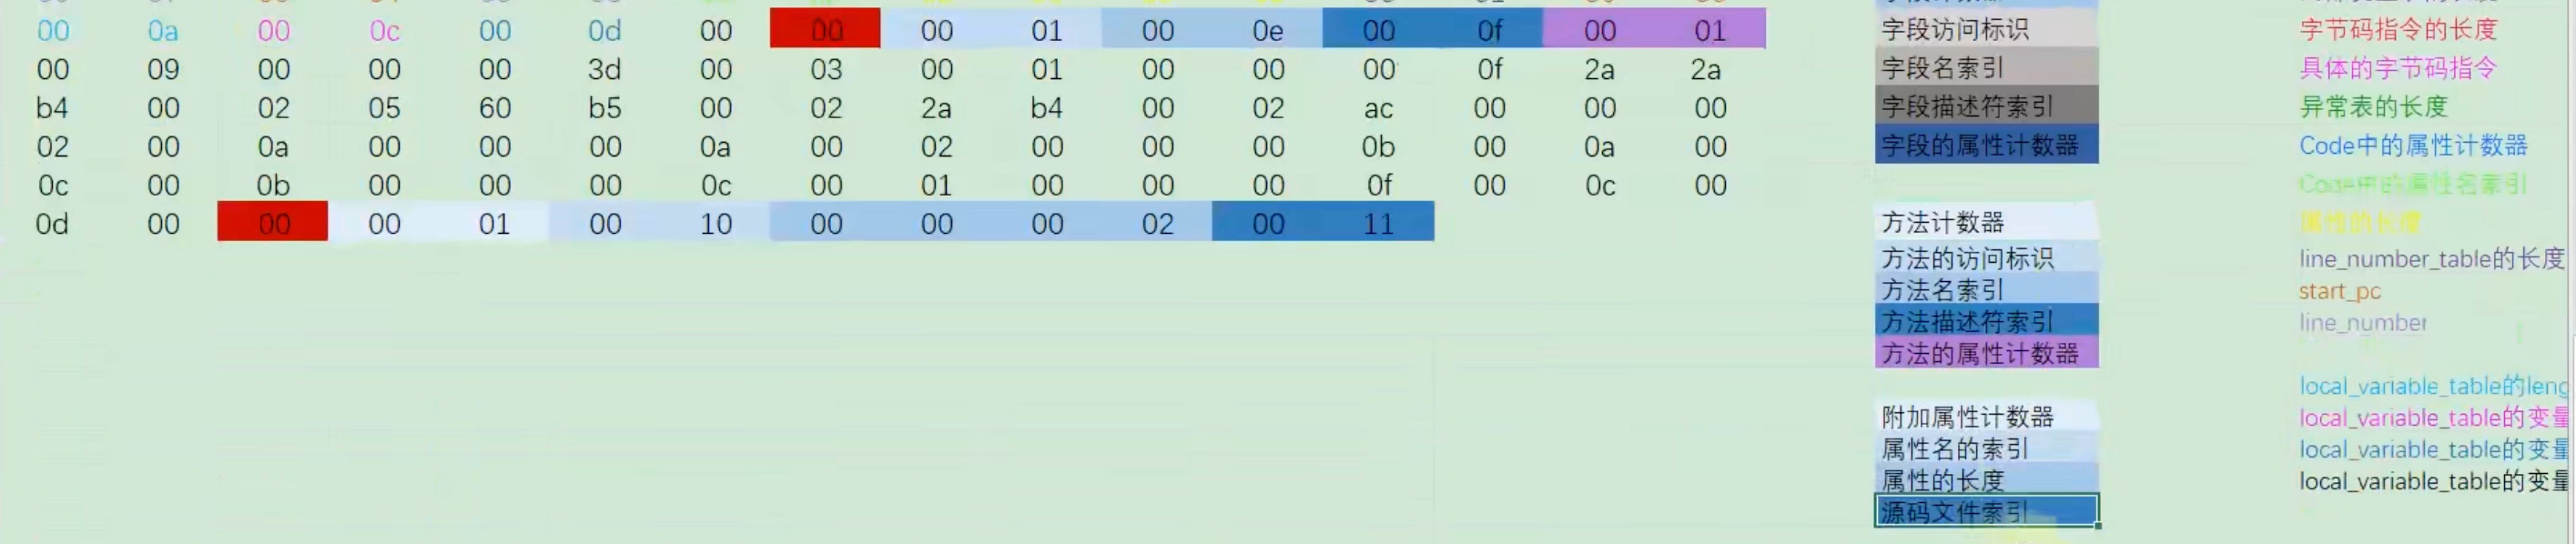 00 0a 00 0c 00 0d 00 00 00 01 00 0e 00 0f 00 01 字段访问标识 字节码指令的长度
00 09 00 00 00 3d 00 03 00 01 00 00 00 0f 2a 2a 字段名索引 具体的字节码指令
b4 00 02 05 60 b5 00 02 2a b4 00 02 ac 00 00 00 字段描述符索引 异常表的长度
02 00 0a 00 00 00 0a 00 02 00 00 00 0b 00 0a 00 字段的属性计数器 Code中的属性计数器
0c 00 0b 00 00 00 0c 00 01 00 00 00 0f 00 0c 00 Code中的属性名索引
0d 00 00 00 01 00 10 00 00 00 02 00 11 方法计数器 属性的长度
方法的访问标识 line_number_table的长度
方法名索引 start_pc
方法描述符索引 line_number
方法的属性计数器
local_variable_table的leng
附加属性计数器 local_variable_table的变量
属性名的索引 local_variable_table的变量
属性的长度 local_variable_table的变量
源码文件索引